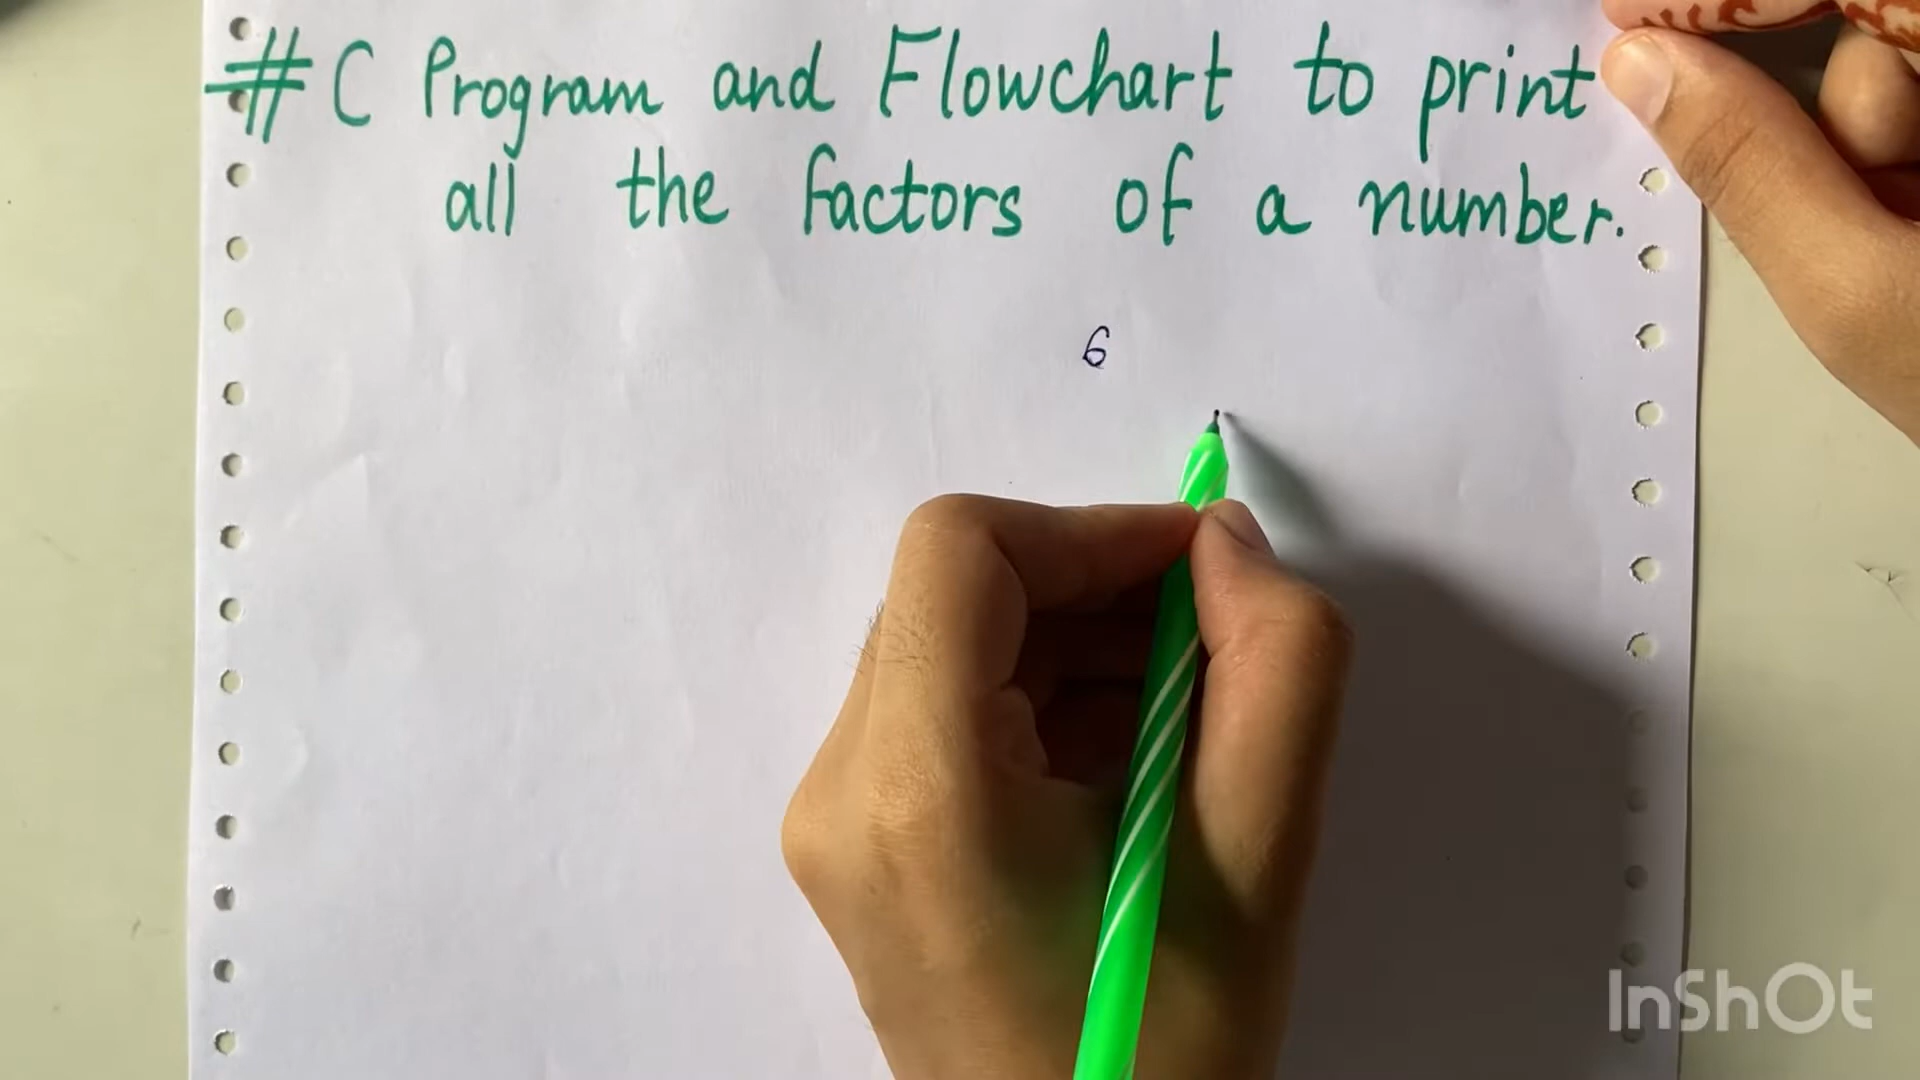 # C Program and Flowchart to print
all the factors of a number.
6
InShOt